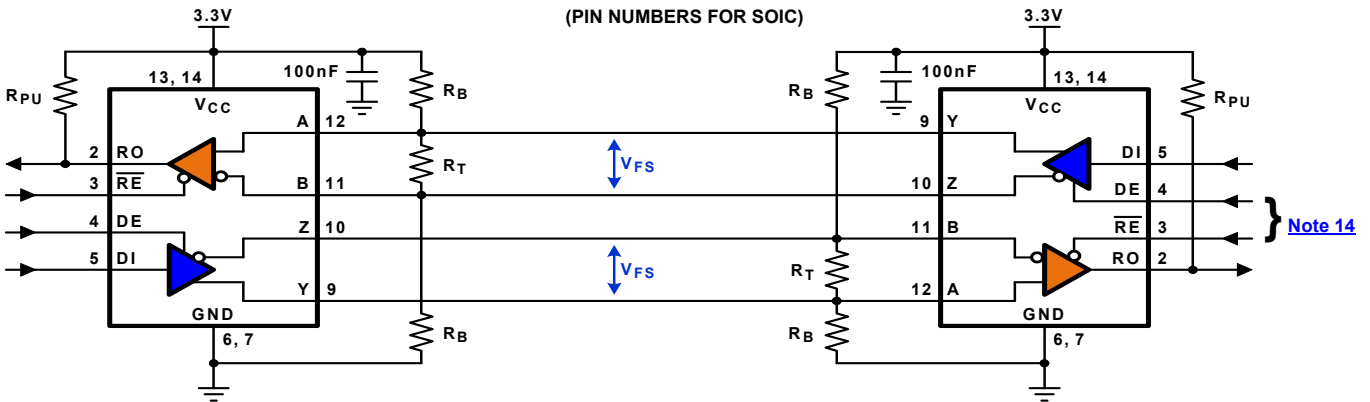 3.3V
(PIN NUMBERS FOR SOIC)
3.3V
100nF
13, 14
RPU
VCC
RB
RB
100nF
13, 14
VCC
RPU
A 12
9 Y
2 RO
RT
VFS
DI 5
3 RE
B 11
10 Z
DE 4
4 DE
Z 10
11 B
RE 3
} Note 14
5 DI
VFS
RT
RO 2
Y 9
12 A
GND
RB
RB
GND
6, 7
6, 7